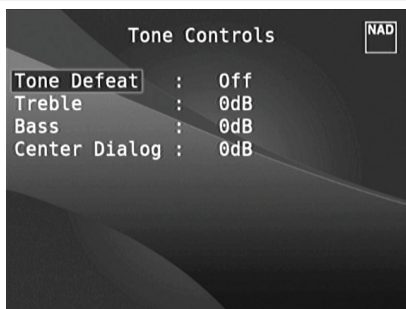 Tone Controls
NAD
Tone Defeat : Off
Treble : 0dB
Bass : 0dB
Center Dialog : 0dB